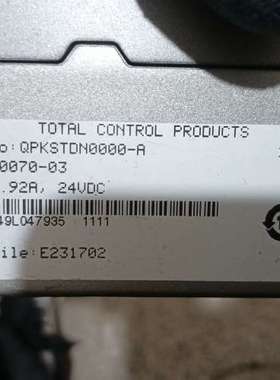 TOTAL CONTROL PRODUCTS
o: QPKSTDN0000-A
0070-03
.92A, 24VDC
49L047935 1111
ile: E231702